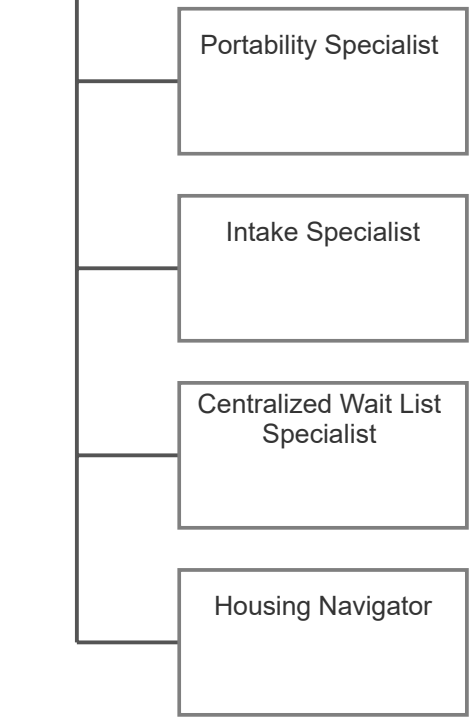 Portability Specialist
Intake Specialist
Centralized Wait List
Specialist
Housing Navigator